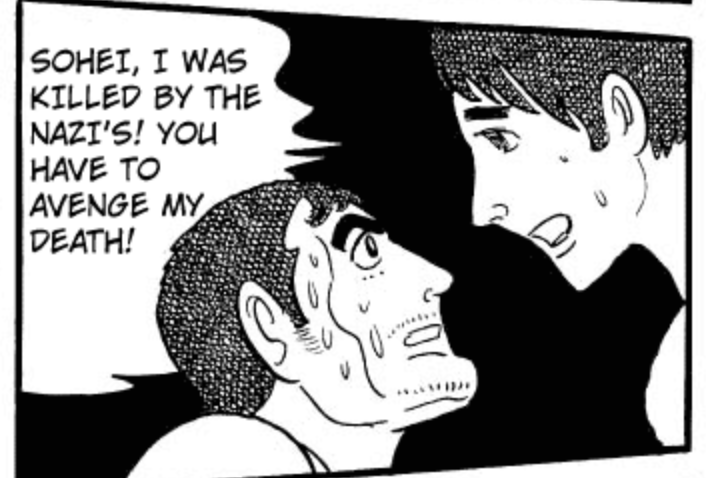 SOHEI, I WAS
KILLED BY THE
NAZI'S! YOU
HAVE TO
AVENGE MY
DEATH!